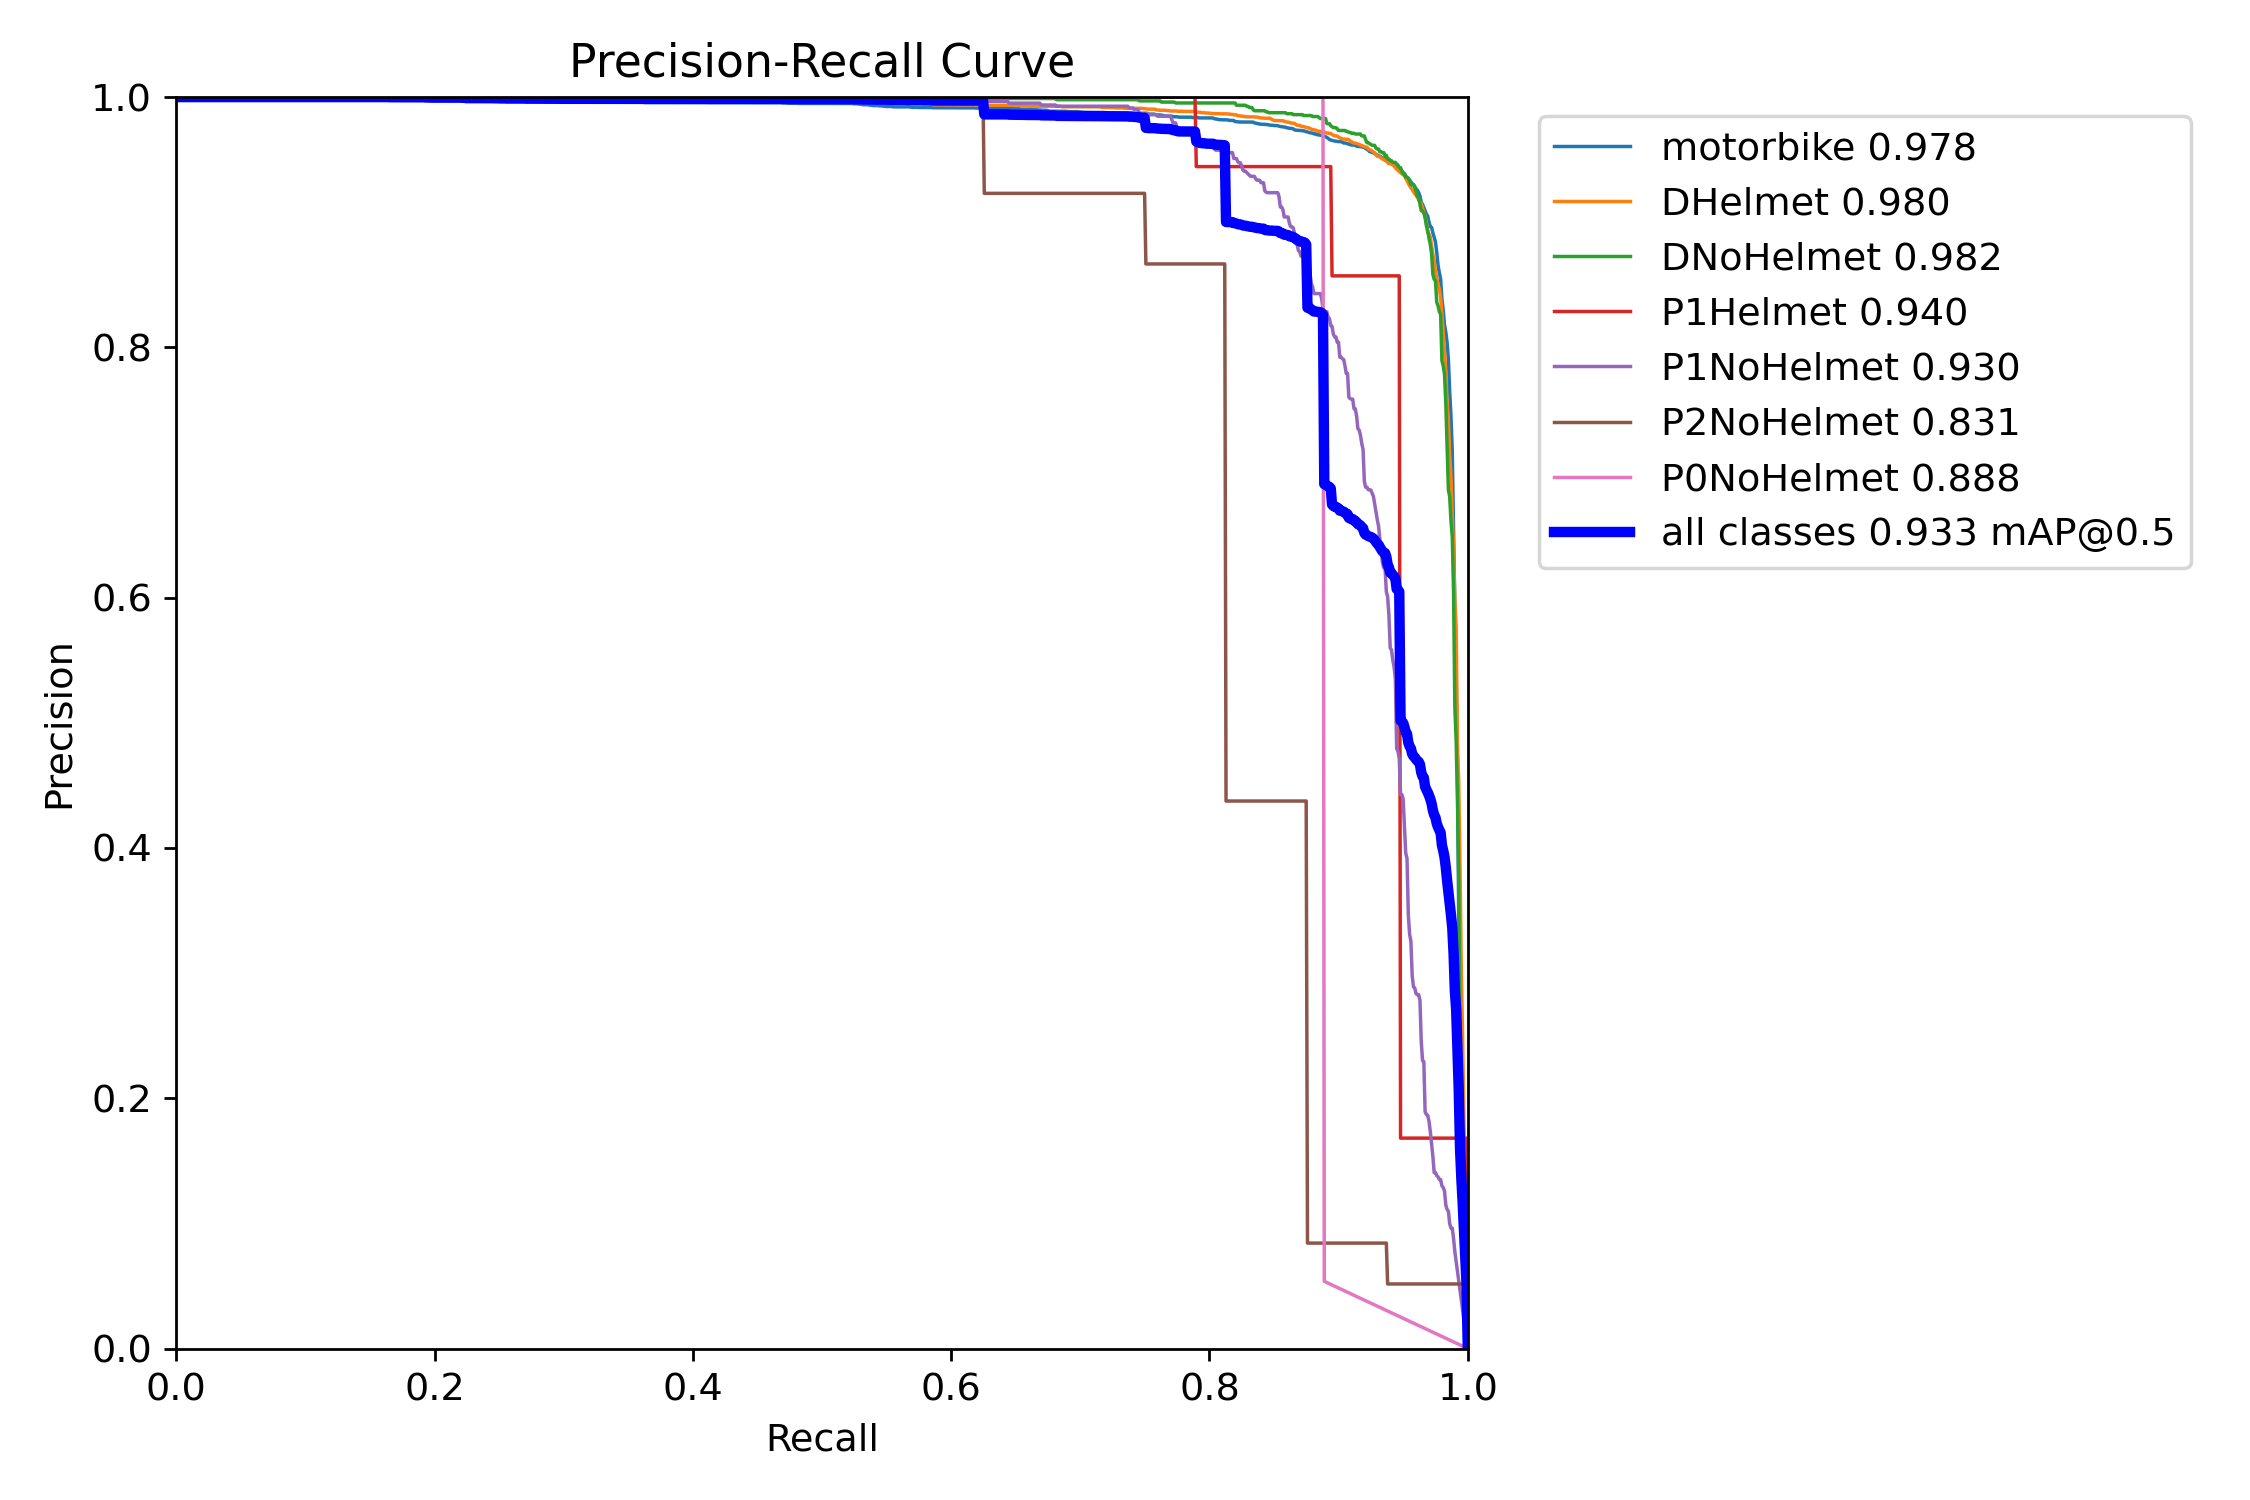 Precision-Recall Curve
1.0
0.8
0.6
0.4
0.2
0.0
Precision
0.0 0.2 0.4 0.6 0.8 1.0
Recall
motorbike 0.978
DHelmet 0.980
DNoHelmet 0.982
P1Helmet 0.940
P1NoHelmet 0.930
P2NoHelmet 0.831
P0NoHelmet 0.888
all classes 0.933 mAP@0.5